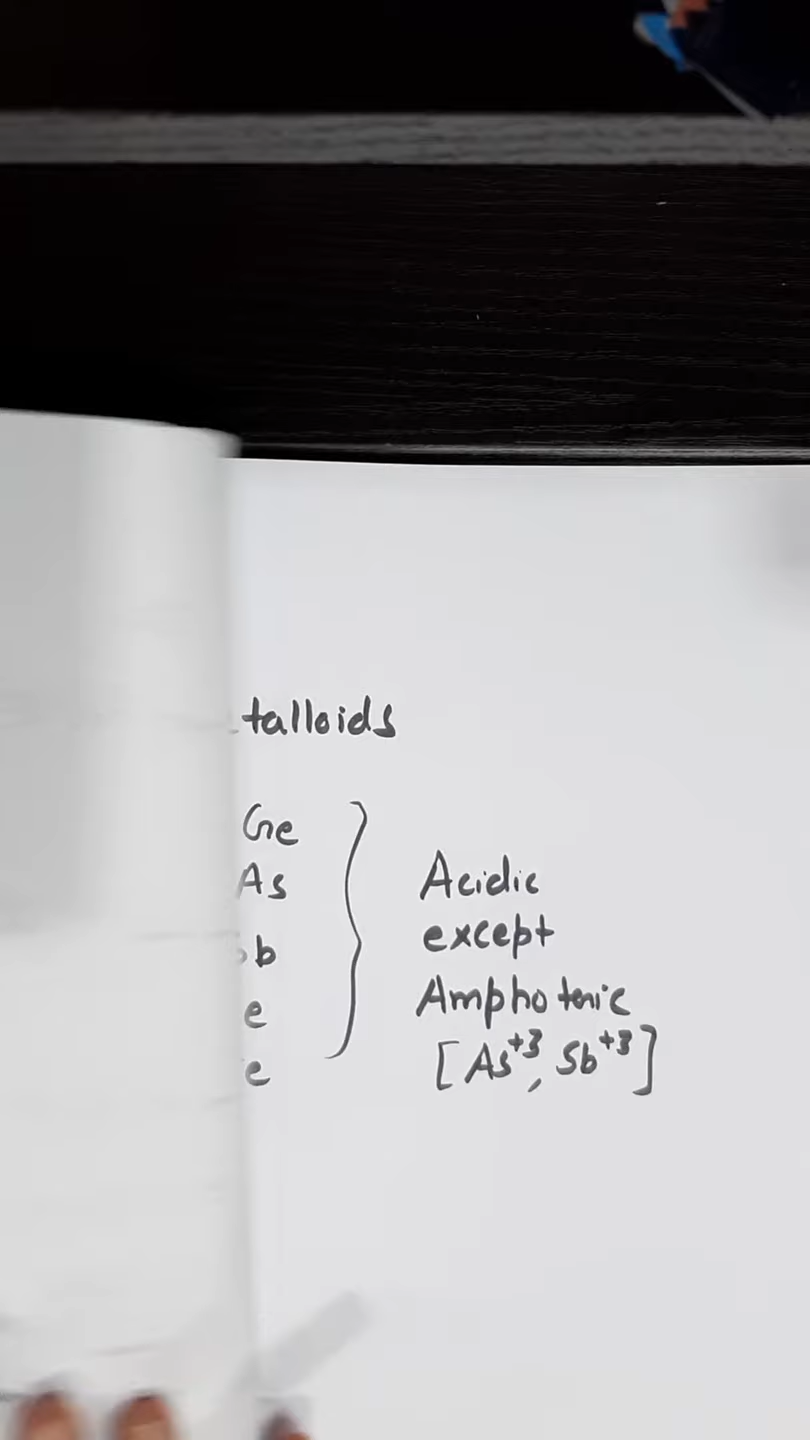 talloids
Ge
As
b
e
e
Acidic
except
Amphoteric
[As+3, Sb+3]